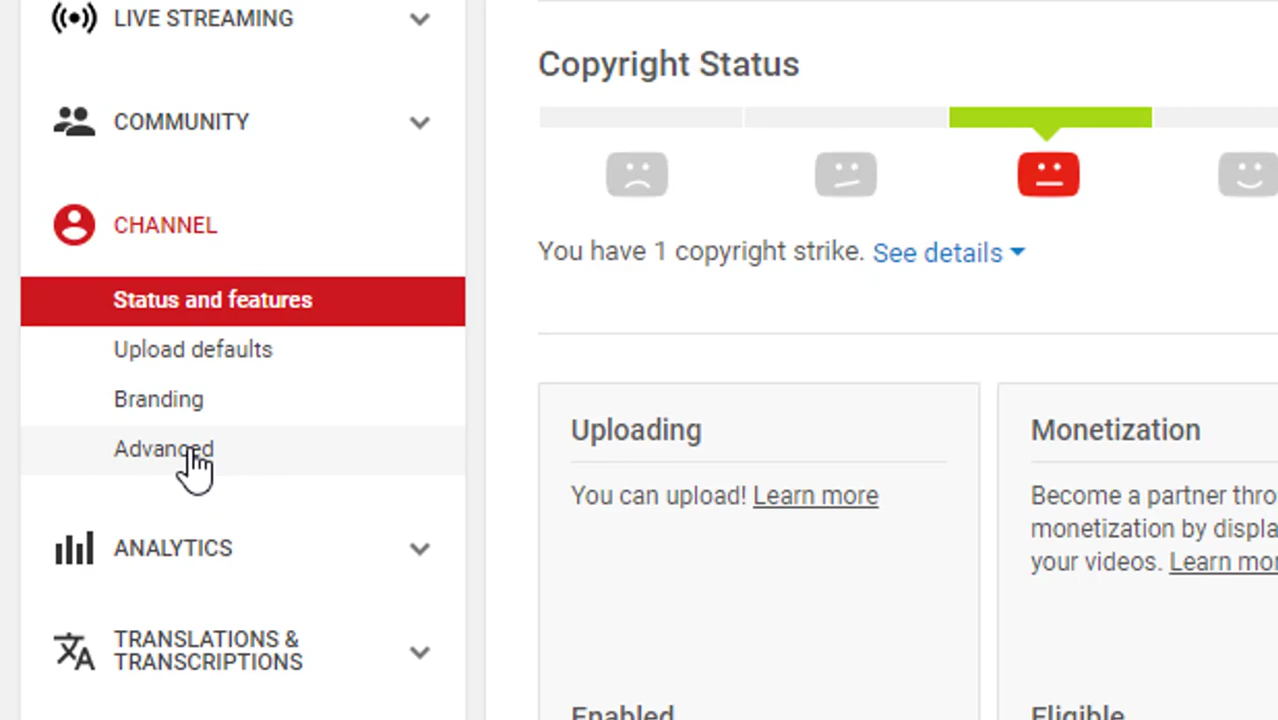 LIVE STREAMING
COMMUNITY
CHANNEL
Status and features
Upload defaults
Branding
Advanced
ANALYTICS
TRANSLATIONS &
TRANSCRIPTIONS
Copyright Status
You have 1 copyright strike. See details
Uploading
You can upload! Learn more
Enabled
Monetization
Become a partner thro
monetization by displa
your videos. Learn mor
Eligible